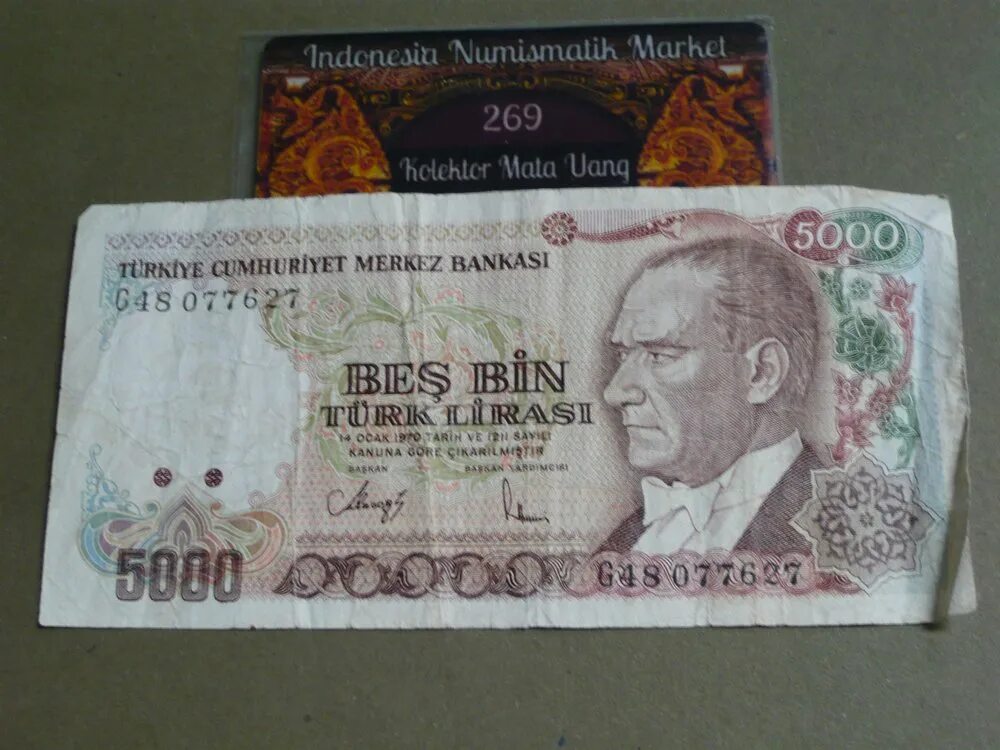 Indonesia Numismatik Market
269
Kolektor Mata Uang
5000
TÜRKİYE CUMHURİYET MERKEZ BANKASI
G48 077627
BEŞ BİN
TÜRK LİRASI
14 OCAK 1970 TARİH VE 1211 SAYILI
KANUNA GÖRE ÇIKARILMIŞTIR
BAŞKAN BAŞKAN YARDIMCISI
5000
G48 077627